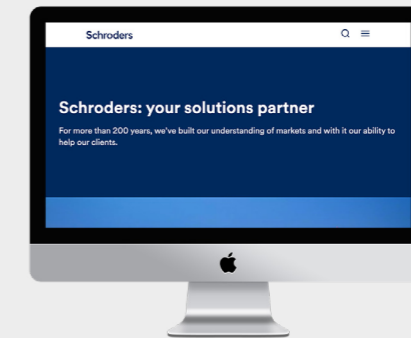 Schroders
Schroders: your solutions partner
For more than 200 years, we've built our understanding of markets and with it our ability to
help our clients.